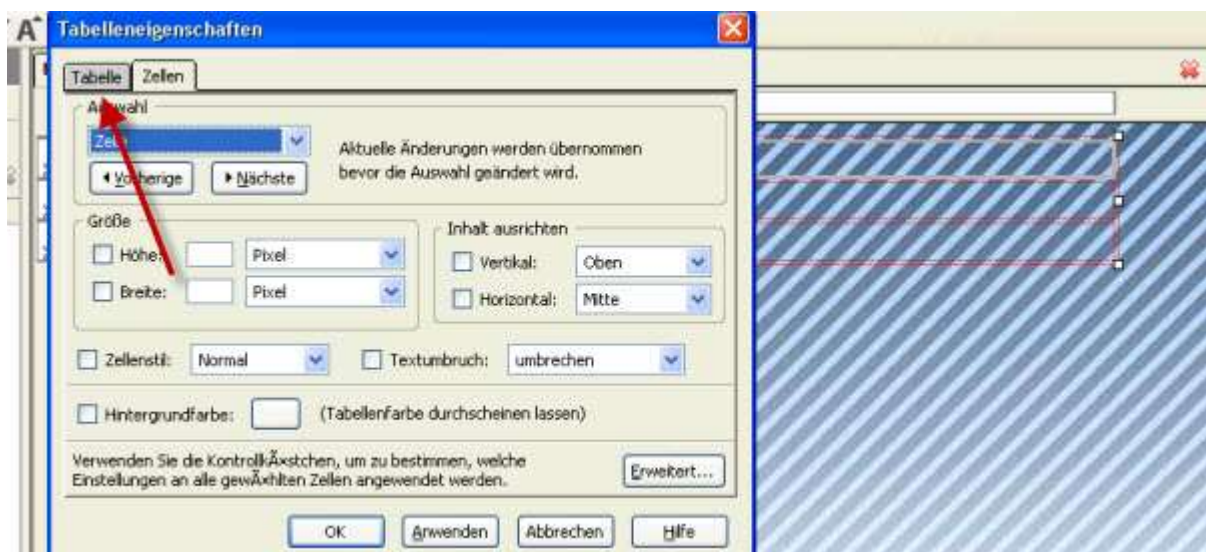 A
Tabelleneigenschaften
Tabelle Zellen
Auswahl
Zelle
Aktuelle Änderungen werden übernommen
bevor die Auswahl geändert wird.
Vorherige Nächste
Größe
Höhe: Pixel
Breite: Pixel
Inhalt ausrichten
Vertikal: Oben
Horizontal: Mitte
Zellenstil: Normal Textumbruch: umbrechen
Hintergrundfarbe: (Tabellenfarbe durchscheinen lassen)
Verwenden Sie die KontrollkÃ×stchen, um zu bestimmen, welche
Einstellungen an alle gewÃ×hlten Zellen angewendet werden.
Erweitert...
OK Anwenden Abbrechen Hilfe